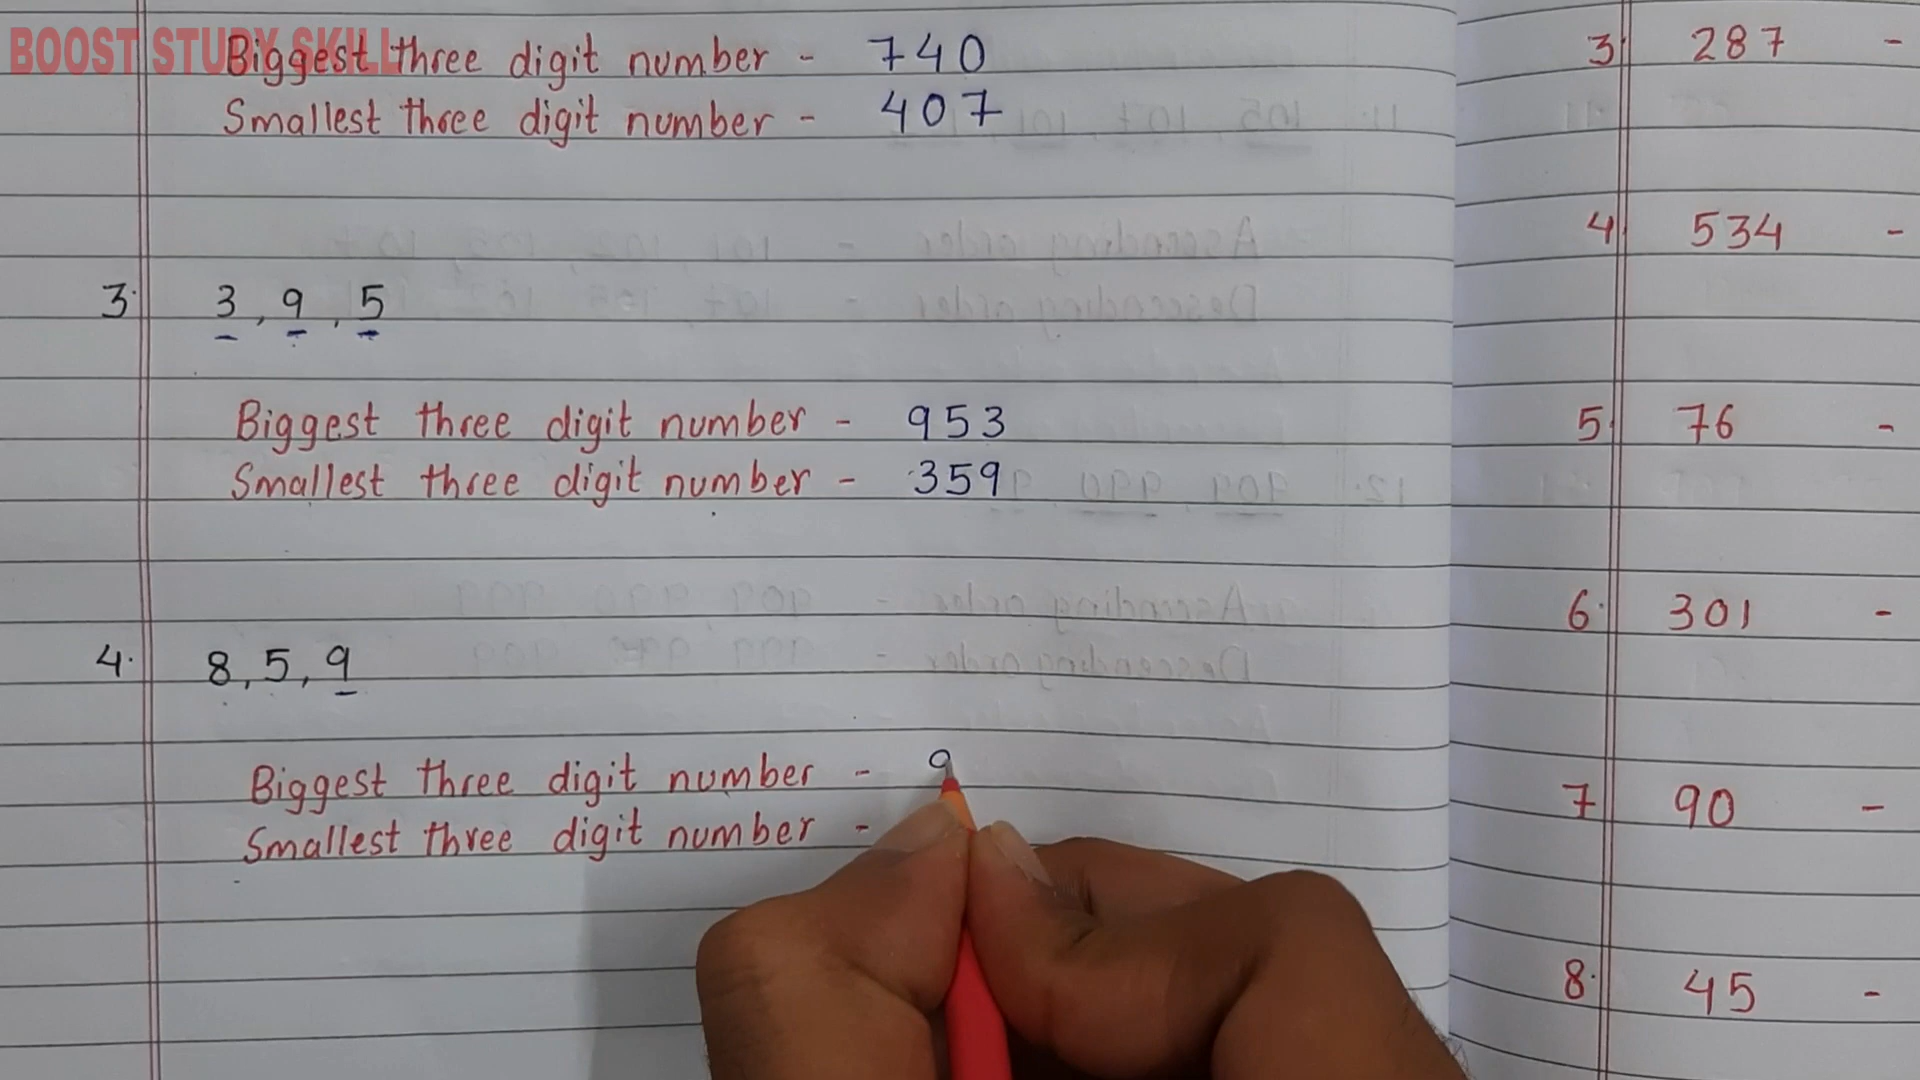 BOOST STUDY SKILL
Biggest three digit number - 740
Smallest three digit number - 407
3. 3, 9, 5
Biggest three digit number - 953
Smallest three digit number - 359
4. 8, 5, 9
Biggest three digit number - 9
Smallest three digit number -
3. 287 -
4. 534 -
5. 76 -
6. 301 -
7. 90 -
8. 45 -